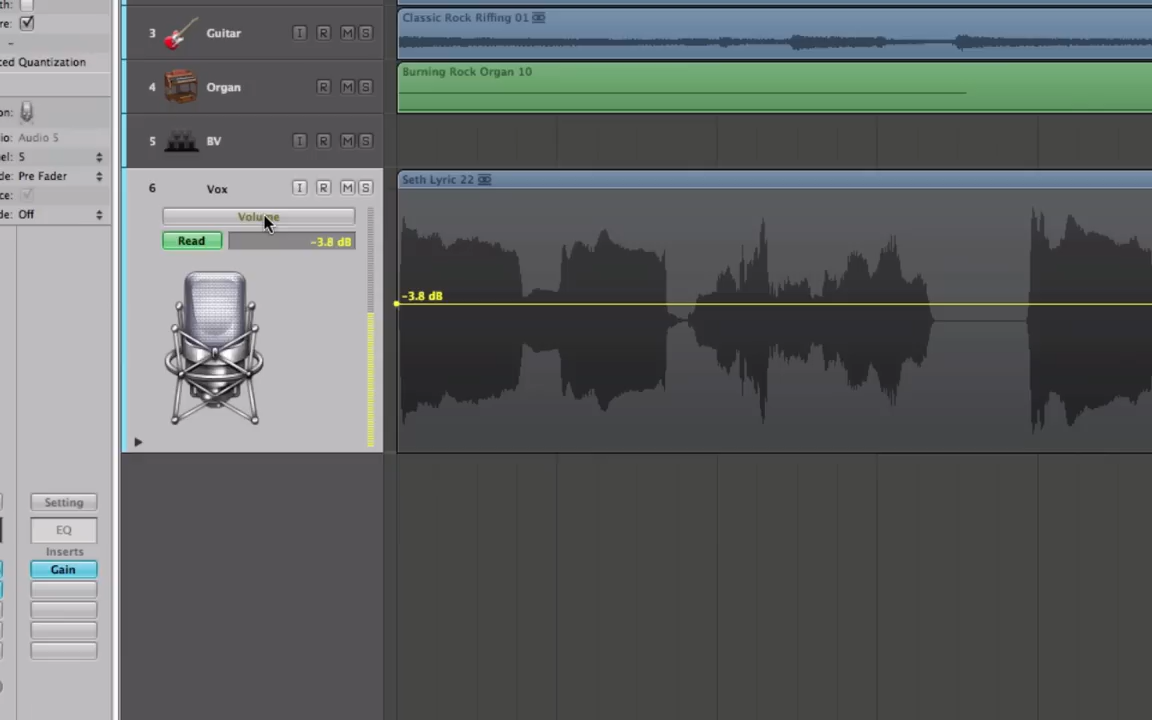 th:
re:
–
ced Quantization
on:
io: Audio 5
el: 5
de: Pre Fader
ce:
de: Off
Setting
EQ
Inserts
Gain
3 Guitar I R M S
4 Organ R M S
5 BV I R M S
6 Vox I R M S
Volume
Read -3.8 dB
Classic Rock Riffing 01
Burning Rock Organ 10
Seth Lyric 22
-3.8 dB